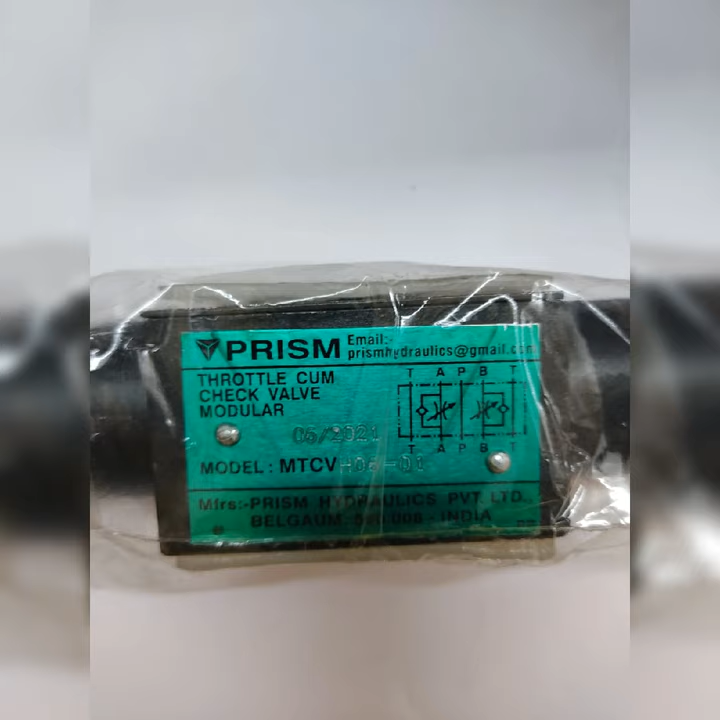 PRISM
Email:-
prismhydraulics@gmail.com
THROTTLE CUM
CHECK VALVE
MODULAR
T A P B T
05/2021
T A P B T
MODEL: MTCV-06-01
Mfrs:-PRISM HYDRAULICS PVT. LTD.
BELGAUM. - INDIA